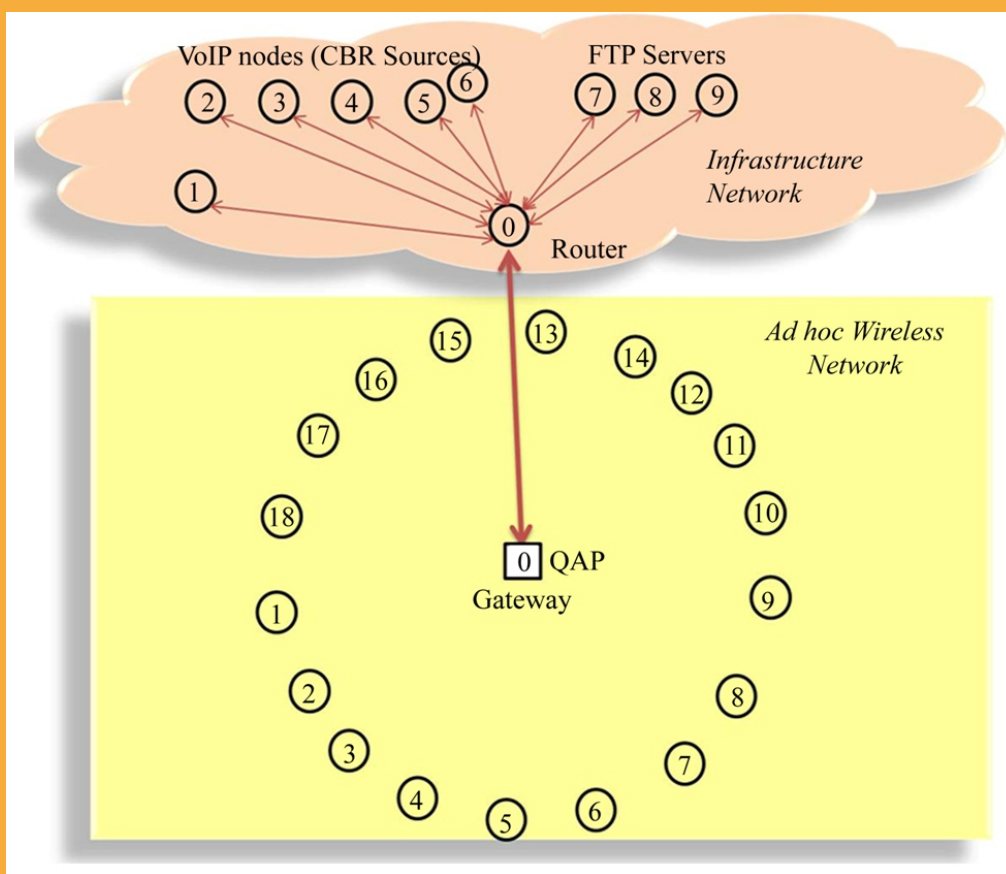 VoIP nodes (CBR Sources)
FTP Servers
2 3 4 5 6 7 8 9
Infrastructure
Network
1
0
Router
Ad hoc Wireless
Network
15
13
14
16
12
17
11
18
10
0 QAP
Gateway
1
9
2
8
3
7
4
6
5